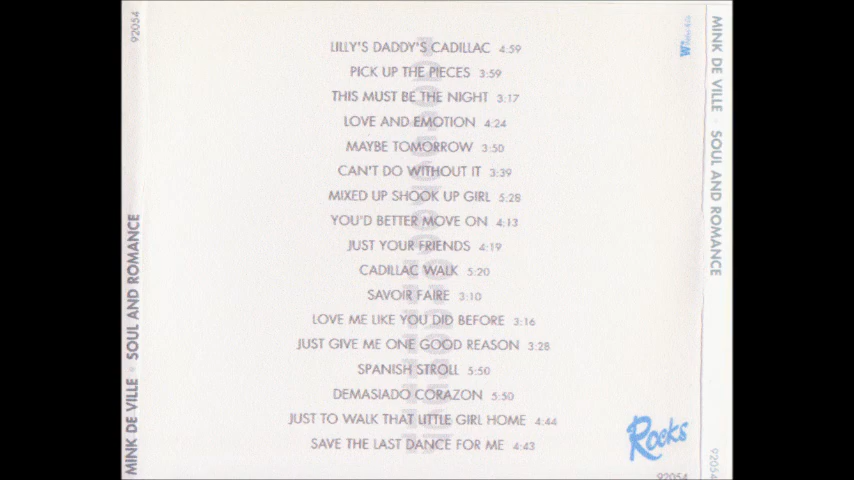 LILLY'S DADDY'S CADILLAC 4:59
PICK UP THE PIECES 3:59
THIS MUST BE THE NIGHT 3:17
LOVE AND EMOTION 4:24
MAYBE TOMORROW 3:50
CAN'T DO WITHOUT IT 3:39
MIXED UP SHOOK UP GIRL 5:28
YOU'D BETTER MOVE ON 4:13
JUST YOUR FRIENDS 4:19
CADILLAC WALK 5:20
SAVOIR FAIRE 3:10
LOVE ME LIKE YOU DID BEFORE 3:16
JUST GIVE ME ONE GOOD REASON 3:28
SPANISH STROLL 5:50
DEMASIADO CORAZON 5:50
JUST TO WALK THAT LITTLE GIRL HOME 4:44
SAVE THE LAST DANCE FOR ME 4:43
92054
MINK DE VILLE · SOUL AND ROMANCE
MINK DE VILLE · SOUL AND ROMANCE
92054
Rocks
92054